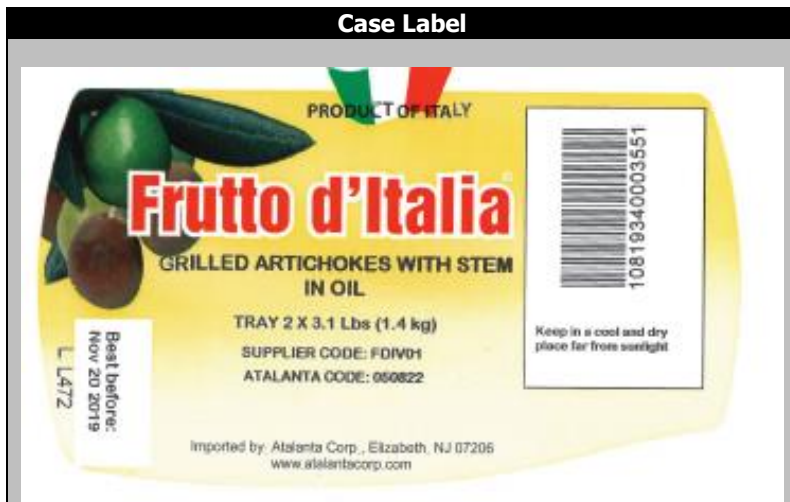 Case Label
PRODUCT OF ITALY
Frutto d'Italia
GRILLED ARTICHOKES WITH STEM
IN OIL
TRAY 2 X 3.1 Lbs (1.4 kg)
SUPPLIER CODE: FDIV01
ATALANTA CODE: 050822
Imported by: Atalanta Corp., Elizabeth, NJ 07206
www.atalantacorp.com
Best before:
Nov 20 2019
L L472
10819340003551
Keep in a cool and dry
place far from sunlight